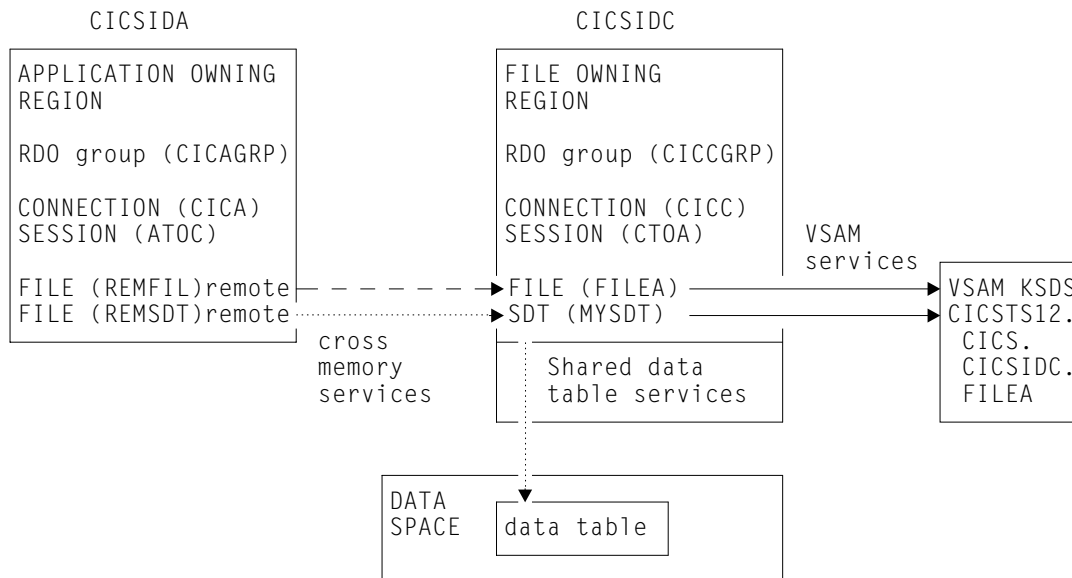 CICSIDA
CICSIDC
APPLICATION OWNING
REGION
RDO group (CICAGRP)
CONNECTION (CICA)
SESSION (ATOC)
FILE (REMFIL)remote
FILE (REMSDT)remote
cross
memory
services
FILE OWNING
REGION
RDO group (CICCGRP)
CONNECTION (CICC)
SESSION (CTOA)
FILE (FILEA)
SDT (MYSDT)
Shared data
table services
VSAM
services
VSAM KSDS
CICSTS12.
CICS.
CICSIDC.
FILEA
DATA
SPACE
data table